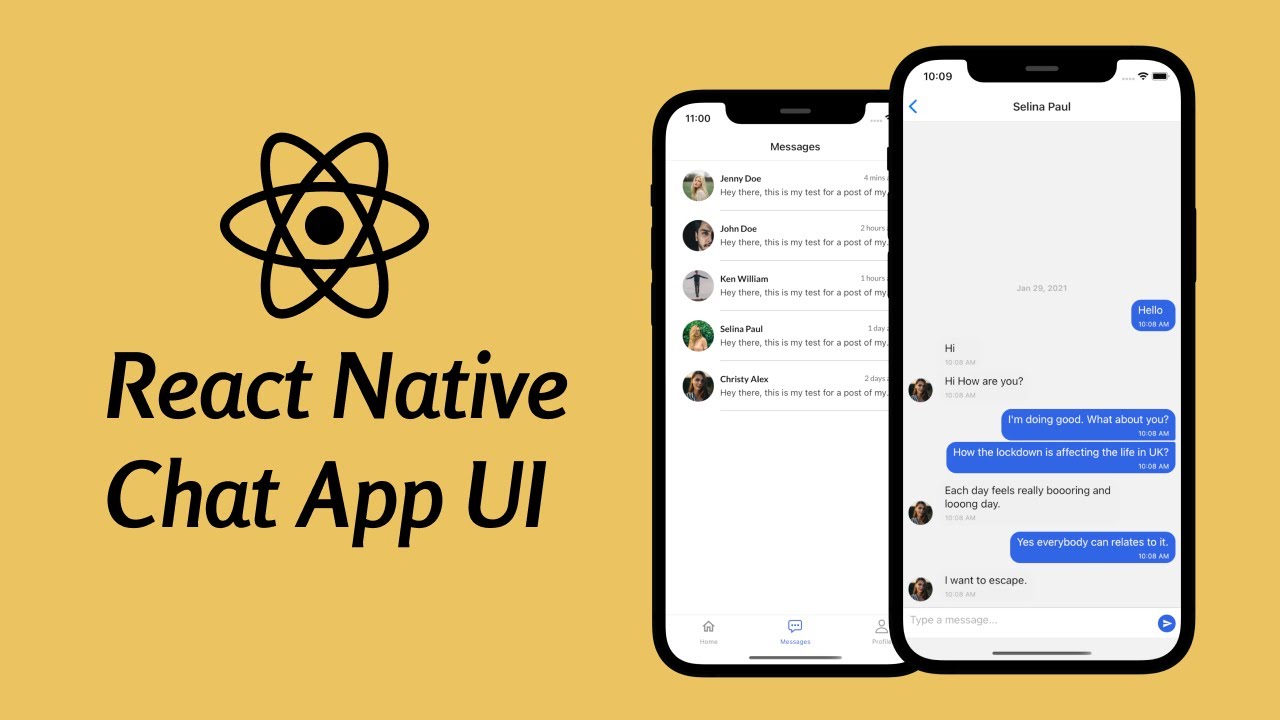 React Native
Chat App UI
11:00
Messages
Jenny Doe
4 mins
Hey there, this is my test for a post of my.
John Doe
2 hours
Hey there, this is my test for a post of my.
Ken William
1 hours
Hey there, this is my test for a post of my.
Selina Paul
1 day
Hey there, this is my test for a post of my.
Christy Alex
2 days
Hey there, this is my test for a post of my.
Home
Messages
Profile
10:09
Selina Paul
Jan 29, 2021
Hello
10:08 AM
Hi
10:08 AM
Hi How are you?
10:08 AM
I'm doing good. What about you?
10:08 AM
How the lockdown is affecting the life in UK?
10:08 AM
Each day feels really boooring and
looong day.
10:08 AM
Yes everybody can relates to it.
10:08 AM
I want to escape.
10:08 AM
Type a message...